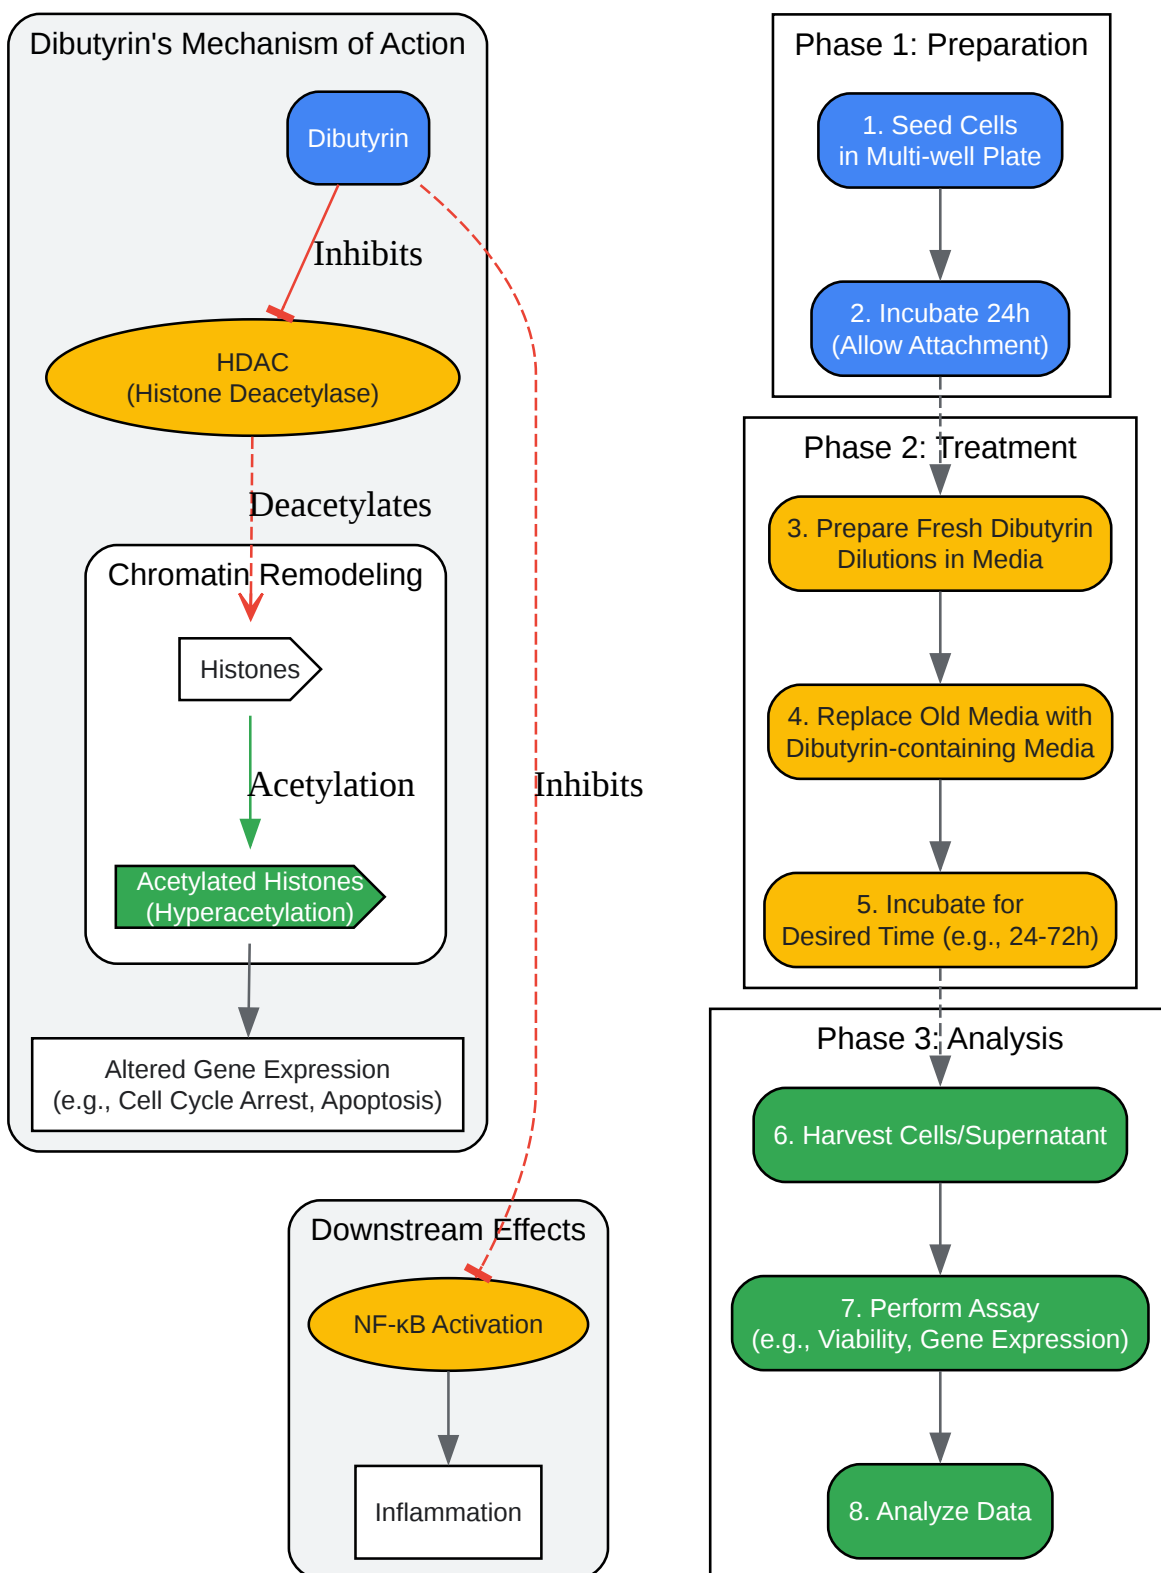 Dibutyrin's Mechanism of Action
Dibutyrin
Inhibits
HDAC
(Histone Deacetylase)
Deacetylates
Chromatin Remodeling
Histones
Acetylation
Acetylated Histones
(Hyperacetylation)
Altered Gene Expression
(e.g., Cell Cycle Arrest, Apoptosis)
Inhibits
Downstream Effects
NF-κB Activation
Inflammation
Phase 1: Preparation
1. Seed Cells
in Multi-well Plate
2. Incubate 24h
(Allow Attachment)
Phase 2: Treatment
3. Prepare Fresh Dibutyrin
Dilutions in Media
4. Replace Old Media with
Dibutyrin-containing Media
5. Incubate for
Desired Time (e.g., 24-72h)
Phase 3: Analysis
6. Harvest Cells/Supernatant
7. Perform Assay
(e.g., Viability, Gene Expression)
8. Analyze Data